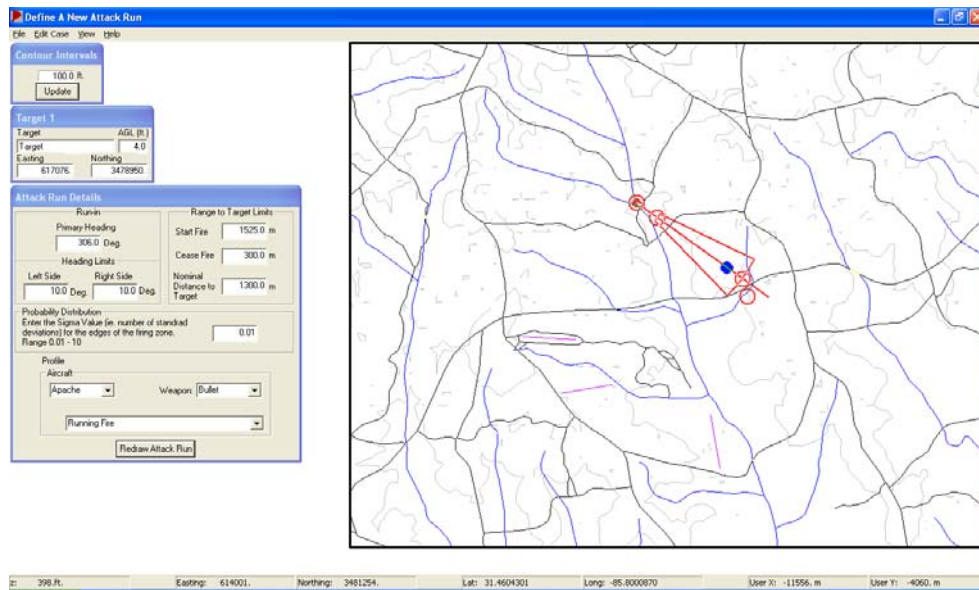 Define A New Attack Run
File Edit Case View Help
Contour Intervals
100.0 ft.
Update
Target 1
Target AGL (ft.)
Target 4.0
Easting Northing
617076. 3478950.
Attack Run Details
Run-in
Primary Heading
306.0 Deg.
Heading Limits
Left Side Right Side
10.0 Deg. 10.0 Deg.
Range to Target Limits
Start Fire 1525.0 m
Cease Fire 300.0 m
Nominal
Distance to
Target
1300.0 m
Probability Distribution
Enter the Sigma Value (ie. number of standrad
deviations) for the edges of the firing zone.
Range 0.01 - 10
0.01
Profile
Aircraft
Apache Weapon: Bullet
Running Fire
Redraw Attack Run
z: 398.ft. Easting: 614001. Northing: 3481254. Lat: 31.4604301 Long: -85.8000870 User X: -11556. m User Y: -4060. m